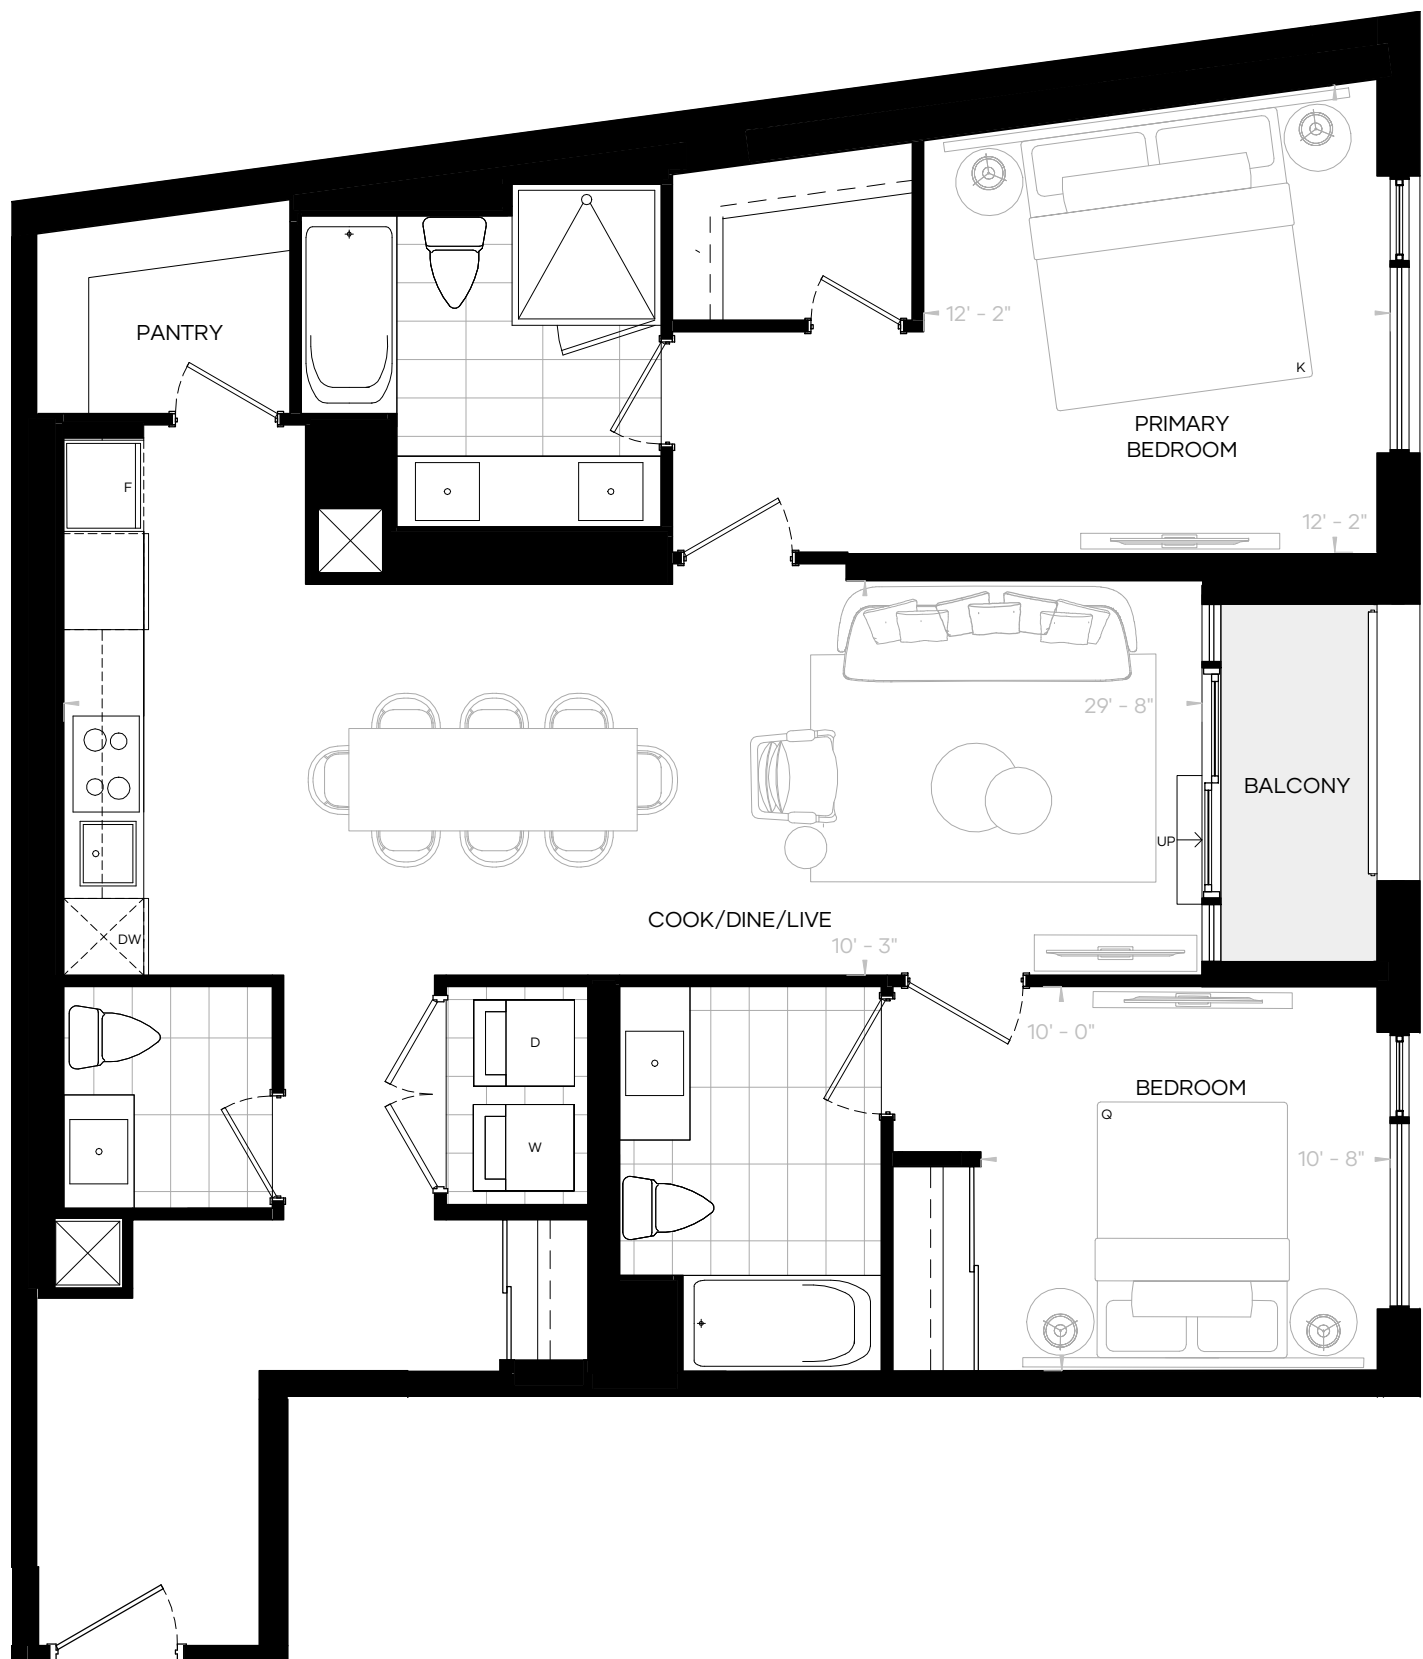 PANTRY
12' - 2"
K
PRIMARY
BEDROOM
F
12' - 2"
29' - 8"
BALCONY
UP
COOK/DINE/LIVE
DW
10' - 3"
10' - 0"
D
BEDROOM
Q
W
10' - 8"